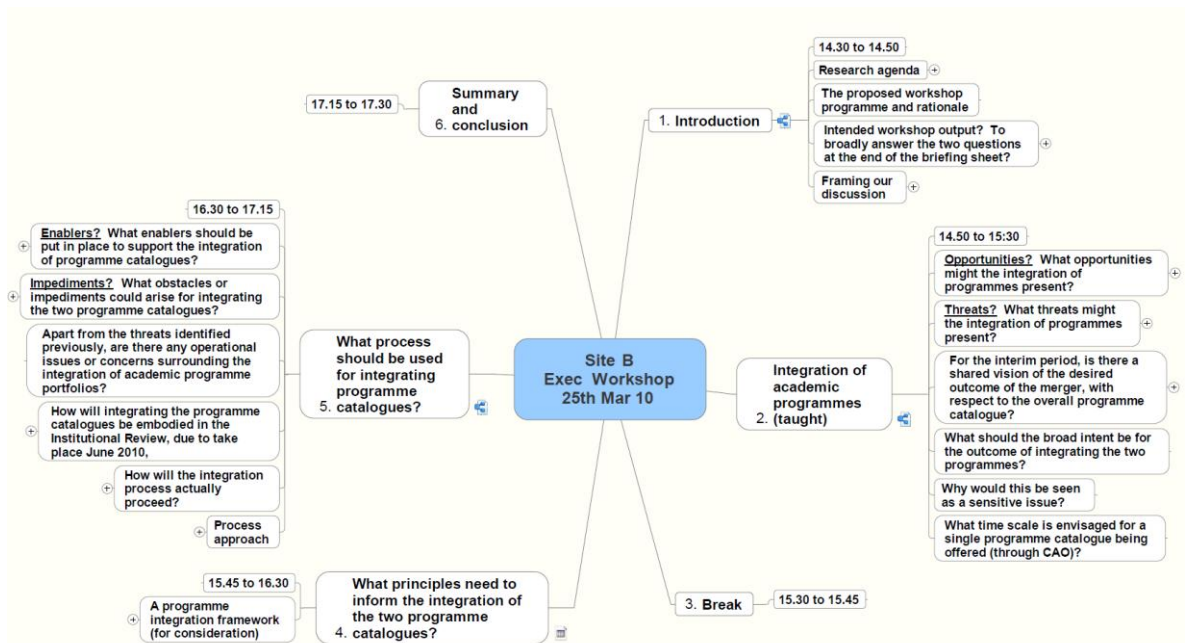 Site B
Exec Workshop
25th Mar 10
1. Introduction
14.30 to 14.50
Research agenda
The proposed workshop
programme and rationale
Intended workshop output? To
broadly answer the two questions
at the end of the briefing sheet?
Framing our
discussion
Integration of
academic
programmes
2. (taught)
14.50 to 15:30
Opportunities? What opportunities
might the integration of
programmes present?
Threats? What threats might
the integration of programmes
present?
For the interim period, is there a
shared vision of the desired
outcome of the merger, with
respect to the overall programme
catalogue?
What should the broad intent be for
the outcome of integrating the two
programmes?
Why would this be seen
as a sensitive issue?
What time scale is envisaged for a
single programme catalogue being
offered (through CAO)?
3. Break
15.30 to 15.45
What principles need to
inform the integration of
the two programme
4. catalogues?
15.45 to 16.30
A programme
integration framework
(for consideration)
What process
should be used
for integrating
programme
5. catalogues?
16.30 to 17.15
Enablers? What enablers should be
put in place to support the integration
of programme catalogues?
Impediments? What obstacles or
impediments could arise for integrating
the two programme catalogues?
Apart from the threats identified
previously, are there any operational
issues or concerns surrounding the
integration of academic programme
portfolios?
How will integrating the programme
catalogues be embodied in the
Institutional Review, due to take
place June 2010,
How will the integration
process actually
proceed?
Process
approach
Summary
and
6. conclusion
17.15 to 17.30